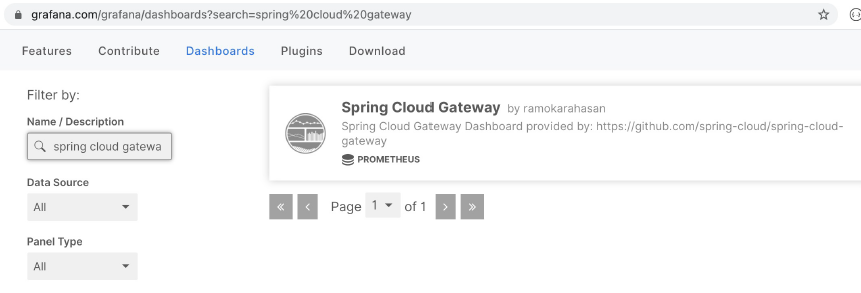 grafana.com/grafana/dashboards?search=spring%20cloud%20gateway
Features Contribute Dashboards Plugins Download
Filter by:
Name / Description
spring cloud gatewa
Data Source
All
Panel Type
All
Spring Cloud Gateway by ramokarahasan
Spring Cloud Gateway Dashboard provided by: https://github.com/spring-cloud/spring-cloud-
gateway
PROMETHEUS
« ‹ Page 1 of 1 › »